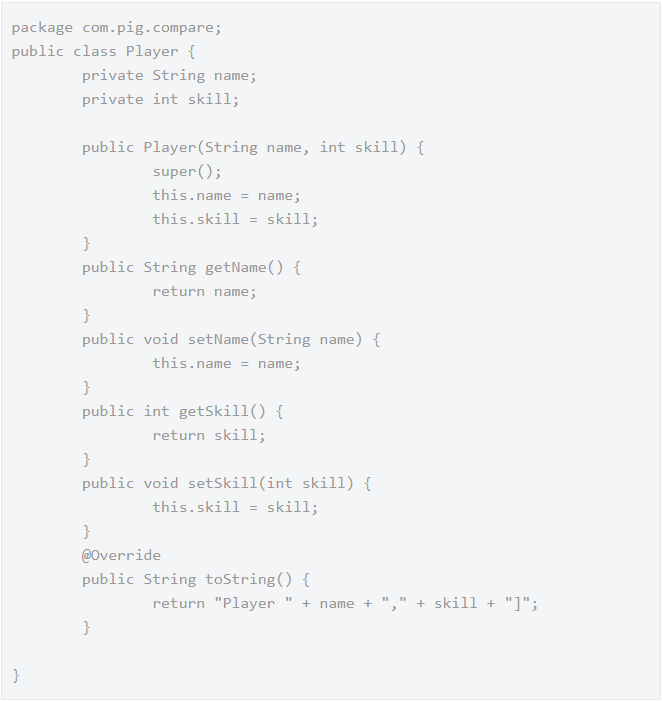 package com.pig.compare;
public class Player {
        private String name;
        private int skill;

        public Player(String name, int skill) {
                super();
                this.name = name;
                this.skill = skill;
        }
        public String getName() {
                return name;
        }
        public void setName(String name) {
                this.name = name;
        }
        public int getSkill() {
                return skill;
        }
        public void setSkill(int skill) {
                this.skill = skill;
        }
        @Override
        public String toString() {
                return "Player " + name + "," + skill + "]";
        }

}